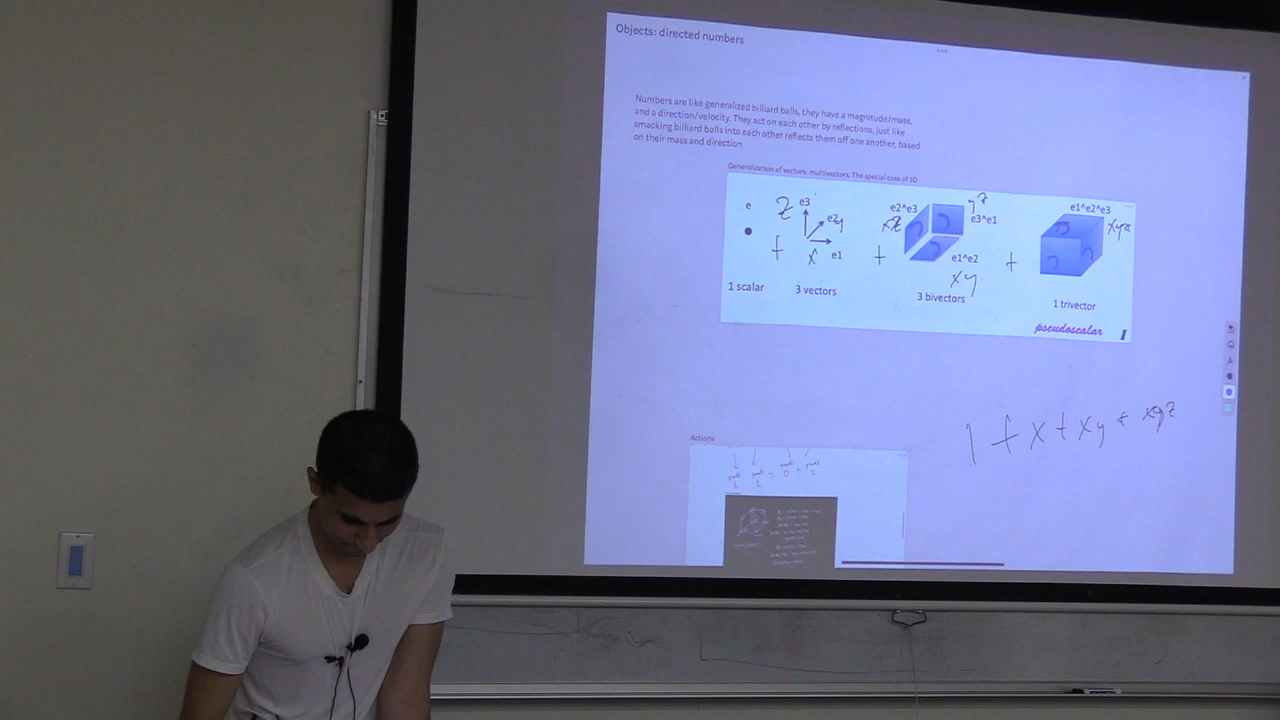 Objects: directed numbers
Numbers are like generalized billiard balls, they have a magnitude/mass,
and a direction/velocity. They act on each other by reflections, just like
smacking billiard balls into each other reflects them off one another, based
on their mass and direction
Generalization of vectors: multivectors. The special case of 3D
e
z e3
e2 y
x e1
+
1 scalar
3 vectors
+
e2^e3
xz
yz
e3^e1
e1^e2
xy
3 bivectors
+
e1^e2^e3
xyz
1 trivector
pseudoscalar I
1 + x + xy + xyz
Actions